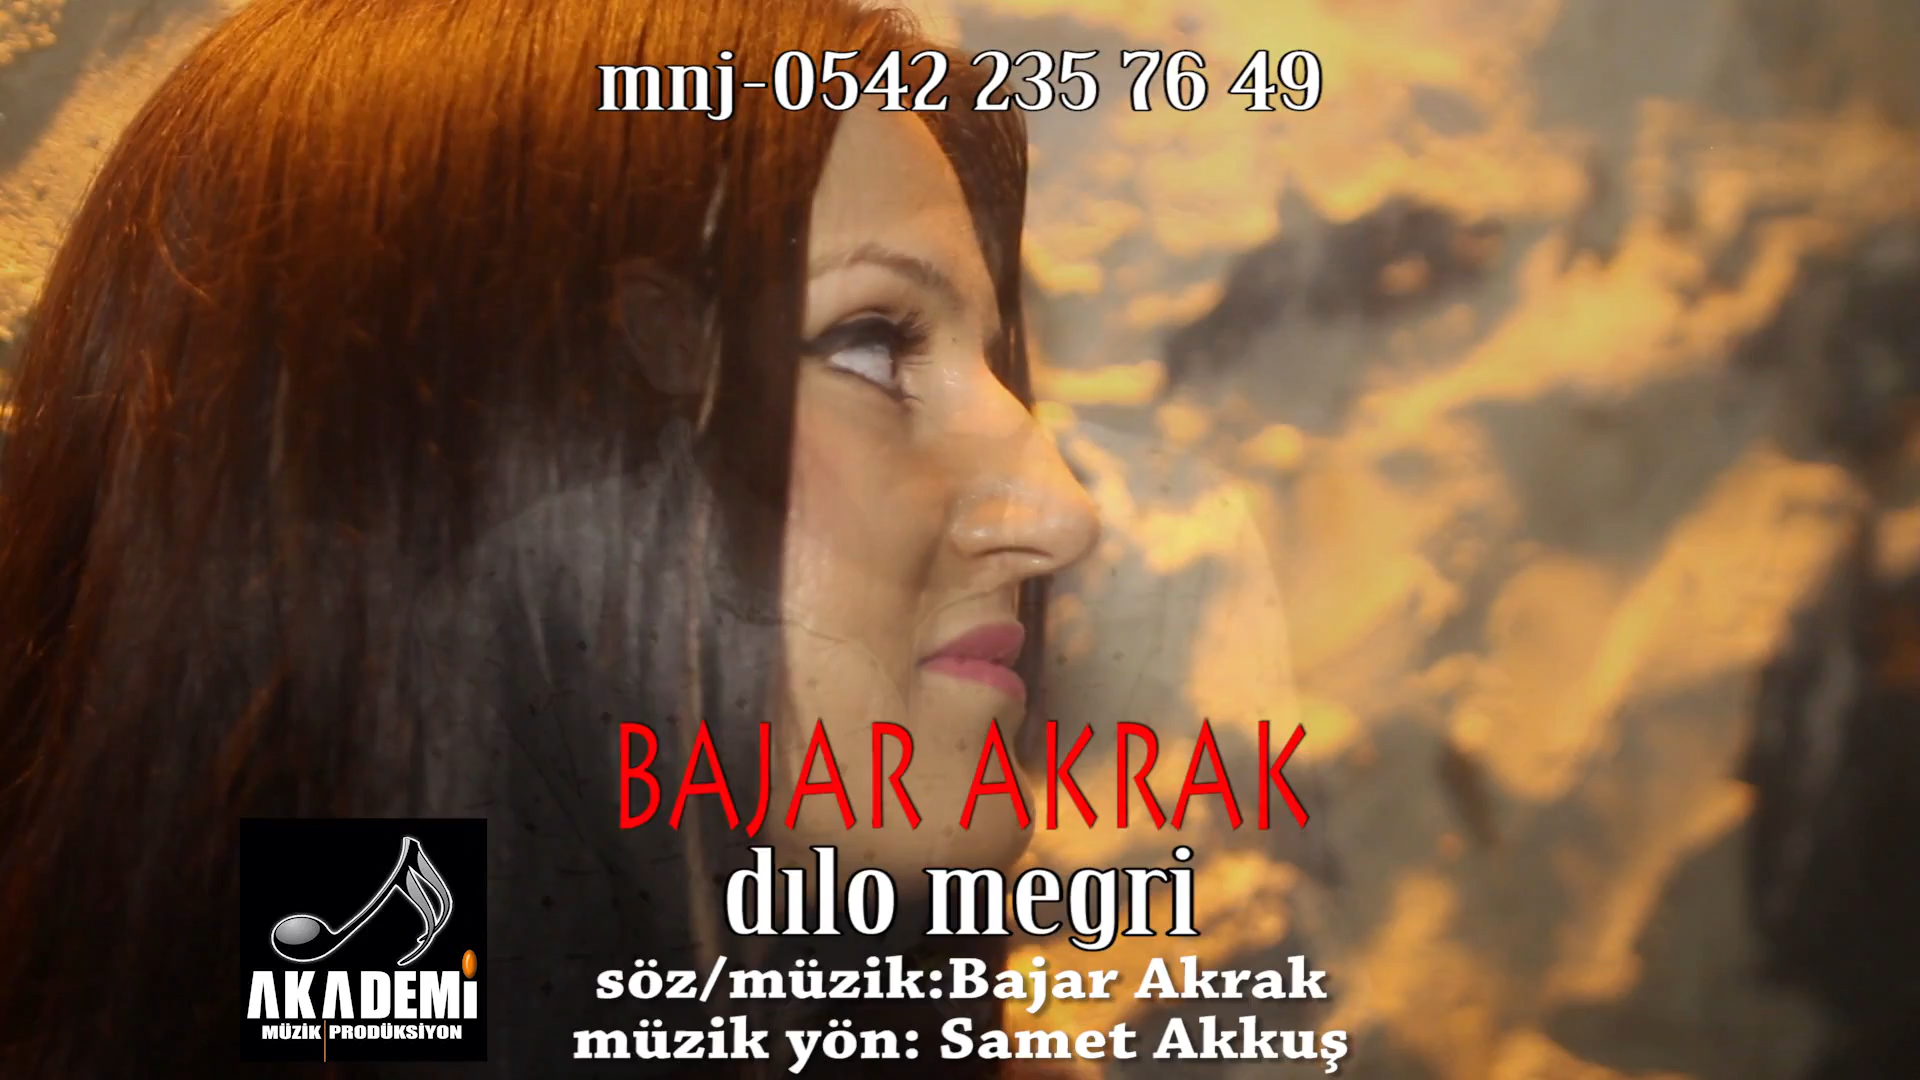 mnj-0542 235 76 49
BAJAR AKRAK
dılo megri
söz/müzik:Bajar Akrak
müzik yön: Samet Akkuş
AKADEMİ
MÜZİK PRODÜKSİYON